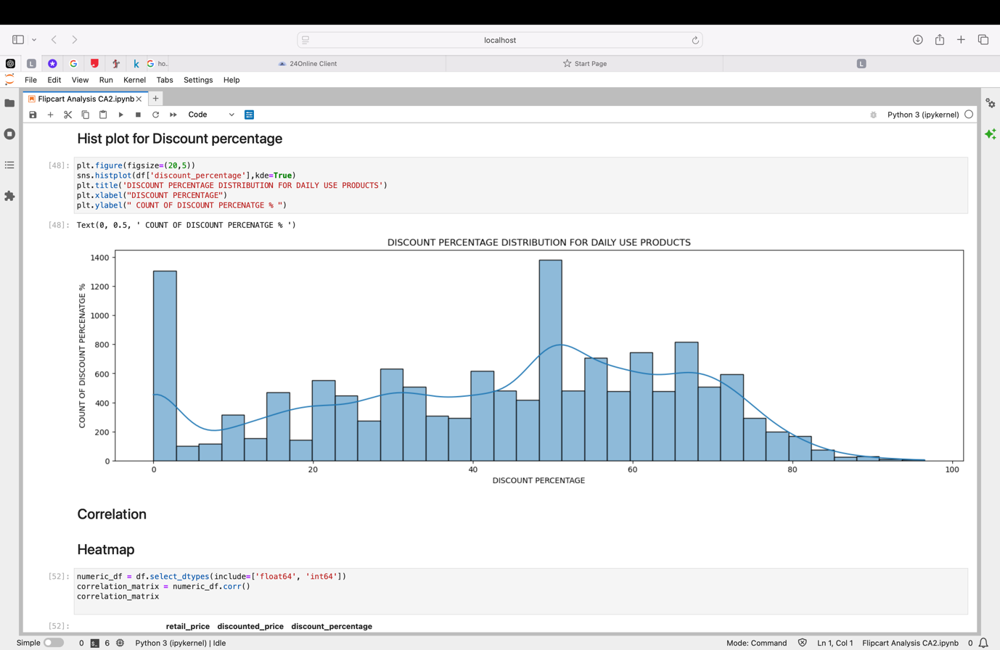 localhost
L
G
k
G ho..
24Online Client
Start Page
L
File Edit View Run Kernel Tabs Settings Help
Flipcart Analysis CA2.ipynb
Code
Python 3 (ipykernel)
Hist plot for Discount percentage
[48]: plt.figure(figsize=(20,5))
sns.histplot(df['discount_percentage'],kde=True)
plt.title('DISCOUNT PERCENTAGE DISTRIBUTION FOR DAILY USE PRODUCTS')
plt.xlabel("DISCOUNT PERCENTAGE")
plt.ylabel(" COUNT OF DISCOUNT PERCENATGE % ")
[48]: Text(0, 0.5, ' COUNT OF DISCOUNT PERCENATGE % ')
DISCOUNT PERCENTAGE DISTRIBUTION FOR DAILY USE PRODUCTS
COUNT OF DISCOUNT PERCENATGE %
1400
1200
1000
800
600
400
200
0
0 20 40 60 80 100
DISCOUNT PERCENTAGE
Correlation
Heatmap
[52]: numeric_df = df.select_dtypes(include=['float64', 'int64'])
correlation_matrix = numeric_df.corr()
correlation_matrix
[52]: retail_price discounted_price discount_percentage
Simple 0 6 Python 3 (ipykernel) | Idle Mode: Command Ln 1, Col 1 Flipcart Analysis CA2.ipynb 0